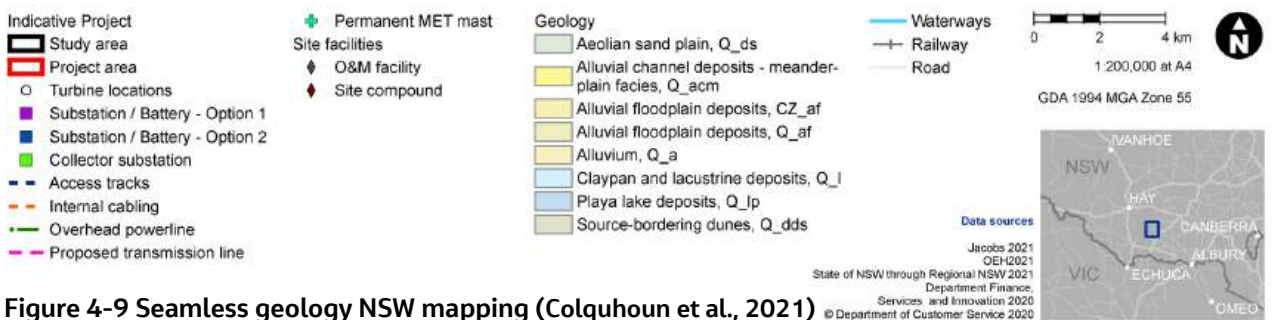 Indicative Project
Study area
Project area
Turbine locations
Substation / Battery - Option 1
Substation / Battery - Option 2
Collector substation
Access tracks
Internal cabling
Overhead powerline
Proposed transmission line
Permanent MET mast
Site facilities
O&M facility
Site compound
Geology
Aeolian sand plain, Q_ds
Alluvial channel deposits - meander-
plain facies, Q_acm
Alluvial floodplain deposits, CZ_af
Alluvial floodplain deposits, Q_af
Alluvium, Q_a
Claypan and lacustrine deposits, Q_l
Playa lake deposits, Q_lp
Source-bordering dunes, Q_dds
Waterways
Railway
Road
0 2 4 km
1:200,000 at A4
GDA 1994 MGA Zone 55
N
IVANHOE
NSW
HAY
CANBERRA
ALBURY
VIC
ECHUCA
OMEO
Data sources
Jacobs 2021
OEH2021
State of NSW through Regional NSW 2021
Department Finance,
Services and Innovation 2020
© Department of Customer Service 2020
Figure 4-9 Seamless geology NSW mapping (Colquhoun et al., 2021)